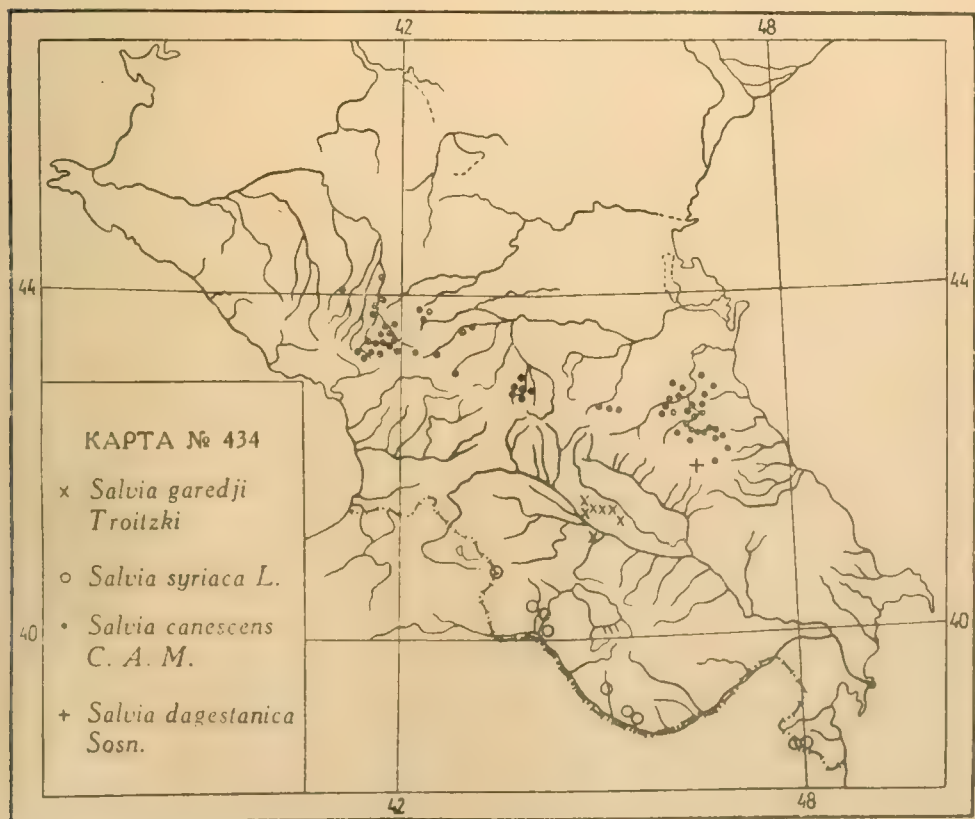 42 48
44 44
КАРТА № 434
x Salvia garedji
Troitzki
o Salvia syriaca L.
40 40
• Salvia canescens
C. A. M.
+ Salvia dagestanica
Sosn.
42 48